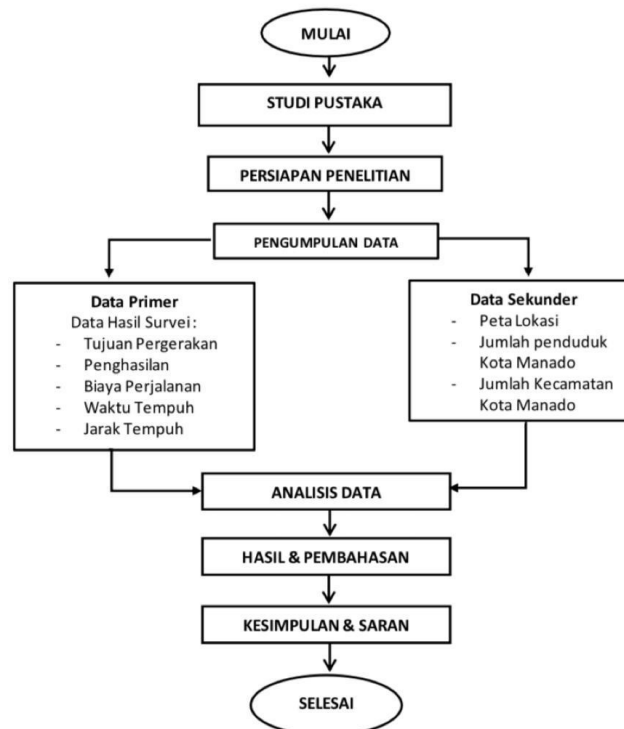 MULAI
STUDI PUSTAKA
PERSIAPAN PENELITIAN
PENGUMPULAN DATA
Data Primer
Data Hasil Survei :
- Tujuan Pergerakan
- Penghasilan
- Biaya Perjalanan
- Waktu Tempuh
- Jarak Tempuh
Data Sekunder
- Peta Lokasi
- Jumlah penduduk
Kota Manado
- Jumlah Kecamatan
Kota Manado
ANALISIS DATA
HASIL & PEMBAHASAN
KESIMPULAN & SARAN
SELESAI